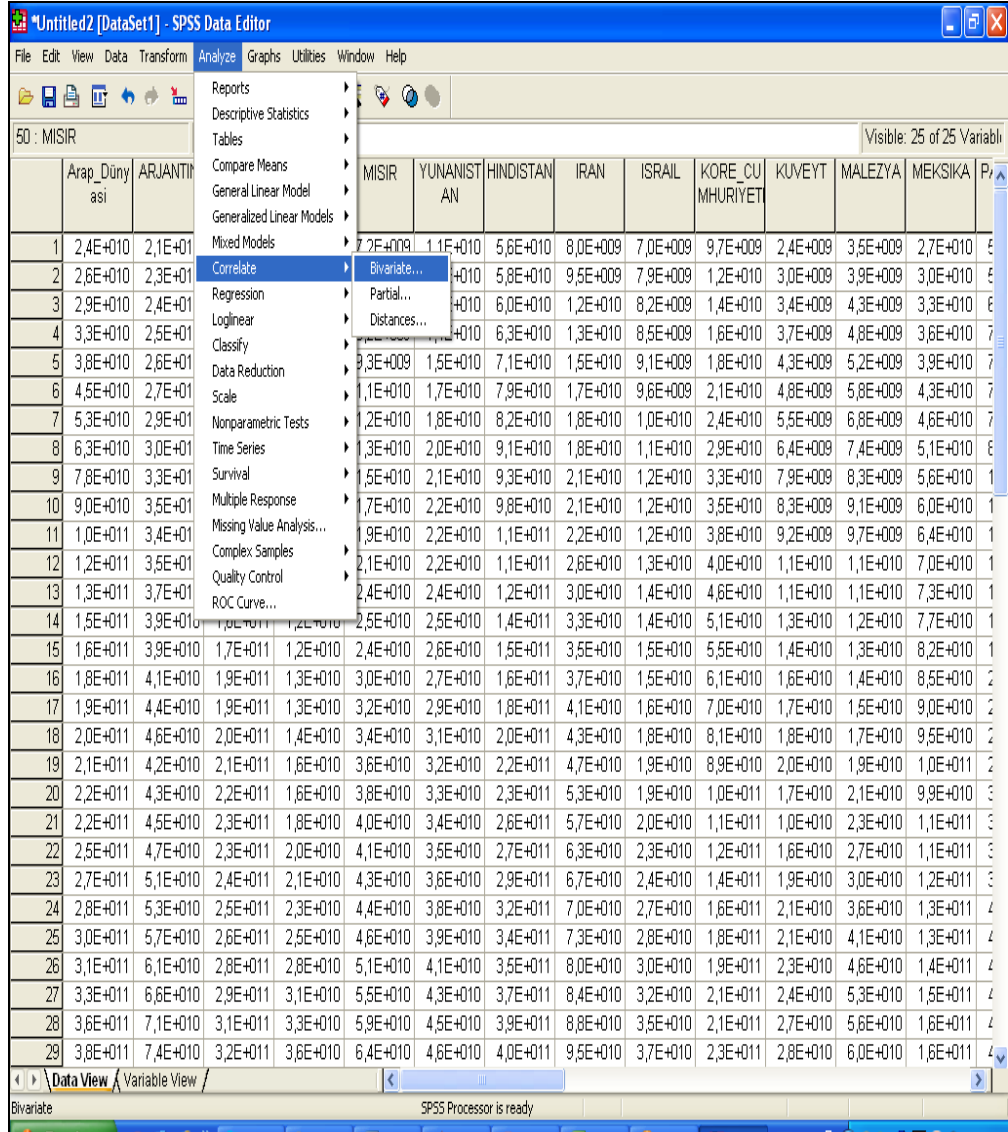 *Untitled2 [DataSet1] - SPSS Data Editor
File Edit View Data Transform Analyze Graphs Utilities Window Help
50 : MISIR
Visible: 25 of 25 Variabl
Reports
Descriptive Statistics
Tables
Compare Means
General Linear Model
Generalized Linear Models
Mixed Models
Correlate
Regression
Loglinear
Classify
Data Reduction
Scale
Nonparametric Tests
Time Series
Survival
Multiple Response
Missing Value Analysis...
Complex Samples
Quality Control
ROC Curve...
Bivariate...
Partial...
Distances...
Arap_Düny asi ARJANTIN MISIR YUNANIST AN HINDISTAN IRAN ISRAIL KORE_CU MHURIYETI KUVEYT MALEZYA MEKSIKA PA
1 2,4E+010 2,1E+01 7,2E+009 1,1E+010 5,6E+010 8,0E+009 7,0E+009 9,7E+009 2,4E+009 3,5E+009 2,7E+010 5
2 2,6E+010 2,3E+01 +010 5,8E+010 9,5E+009 7,9E+009 1,2E+010 3,0E+009 3,9E+009 3,0E+010 5
3 2,9E+010 2,4E+01 +010 6,0E+010 1,2E+010 8,2E+009 1,4E+010 3,4E+009 4,3E+009 3,3E+010 6
4 3,3E+010 2,5E+01 6,3E+010 1,3E+010 8,5E+009 1,6E+010 3,7E+009 4,8E+009 3,6E+010 7
5 3,8E+010 2,6E+01 9,3E+009 1,5E+010 7,1E+010 1,5E+010 9,1E+009 1,8E+010 4,3E+009 5,2E+009 3,9E+010 7
6 4,5E+010 2,7E+01 ,1E+010 1,7E+010 7,9E+010 1,7E+010 9,6E+009 2,1E+010 4,8E+009 5,8E+009 4,3E+010 7
7 5,3E+010 2,9E+01 ,2E+010 1,8E+010 8,2E+010 1,8E+010 1,0E+010 2,4E+010 5,5E+009 6,8E+009 4,6E+010 7
8 6,3E+010 3,0E+01 ,3E+010 2,0E+010 9,1E+010 1,8E+010 1,1E+010 2,9E+010 6,4E+009 7,4E+009 5,1E+010 8
9 7,8E+010 3,3E+01 ,5E+010 2,1E+010 9,3E+010 2,1E+010 1,2E+010 3,3E+010 7,9E+009 8,3E+009 5,6E+010 1
10 9,0E+010 3,5E+01 ,7E+010 2,2E+010 9,8E+010 2,1E+010 1,2E+010 3,5E+010 8,3E+009 9,1E+009 6,0E+010 1
11 1,0E+011 3,4E+01 ,9E+010 2,2E+010 1,1E+011 2,2E+010 1,2E+010 3,8E+010 9,2E+009 9,7E+009 6,4E+010 1
12 1,2E+011 3,5E+01 2,1E+010 2,2E+010 1,1E+011 2,6E+010 1,3E+010 4,0E+010 1,1E+010 1,1E+010 7,0E+010 1
13 1,3E+011 3,7E+01 2,4E+010 2,4E+010 1,2E+011 3,0E+010 1,4E+010 4,6E+010 1,1E+010 1,1E+010 7,3E+010 1
14 1,5E+011 3,9E+010 1,6E+011 1,2E+010 2,5E+010 2,5E+010 1,4E+011 3,3E+010 1,4E+010 5,1E+010 1,3E+010 1,2E+010 7,7E+010 1
15 1,6E+011 3,9E+010 1,7E+011 1,2E+010 2,4E+010 2,6E+010 1,5E+011 3,5E+010 1,5E+010 5,5E+010 1,4E+010 1,3E+010 8,2E+010 1
16 1,8E+011 4,1E+010 1,9E+011 1,3E+010 3,0E+010 2,7E+010 1,6E+011 3,7E+010 1,5E+010 6,1E+010 1,6E+010 1,4E+010 8,5E+010 2
17 1,9E+011 4,4E+010 1,9E+011 1,3E+010 3,2E+010 2,9E+010 1,8E+011 4,1E+010 1,6E+010 7,0E+010 1,7E+010 1,5E+010 9,0E+010 2
18 2,0E+011 4,6E+010 2,0E+011 1,4E+010 3,4E+010 3,1E+010 2,0E+011 4,3E+010 1,8E+010 8,1E+010 1,8E+010 1,7E+010 9,5E+010 2
19 2,1E+011 4,2E+010 2,1E+011 1,6E+010 3,6E+010 3,2E+010 2,2E+011 4,7E+010 1,9E+010 8,9E+010 2,0E+010 1,9E+010 1,0E+011 2
20 2,2E+011 4,3E+010 2,2E+011 1,6E+010 3,8E+010 3,3E+010 2,3E+011 5,3E+010 1,9E+010 1,0E+011 1,7E+010 2,1E+010 9,9E+010 3
21 2,2E+011 4,5E+010 2,3E+011 1,8E+010 4,0E+010 3,4E+010 2,6E+011 5,7E+010 2,0E+010 1,1E+011 1,0E+010 2,3E+010 1,1E+011 3
22 2,5E+011 4,7E+010 2,3E+011 2,0E+010 4,1E+010 3,5E+010 2,7E+011 6,3E+010 2,3E+010 1,2E+011 1,6E+010 2,7E+010 1,1E+011 3
23 2,7E+011 5,1E+010 2,4E+011 2,1E+010 4,3E+010 3,6E+010 2,9E+011 6,7E+010 2,4E+010 1,4E+011 1,9E+010 3,0E+010 1,2E+011 3
24 2,8E+011 5,3E+010 2,5E+011 2,3E+010 4,4E+010 3,8E+010 3,2E+011 7,0E+010 2,7E+010 1,6E+011 2,1E+010 3,6E+010 1,3E+011 4
25 3,0E+011 5,7E+010 2,6E+011 2,5E+010 4,6E+010 3,9E+010 3,4E+011 7,3E+010 2,8E+010 1,8E+011 2,1E+010 4,1E+010 1,3E+011 4
26 3,1E+011 6,1E+010 2,8E+011 2,8E+010 5,1E+010 4,1E+010 3,5E+011 8,0E+010 3,0E+010 1,9E+011 2,3E+010 4,6E+010 1,4E+011 4
27 3,3E+011 6,6E+010 2,9E+011 3,1E+010 5,5E+010 4,3E+010 3,7E+011 8,4E+010 3,2E+010 2,1E+011 2,4E+010 5,3E+010 1,5E+011 4
28 3,6E+011 7,1E+010 3,1E+011 3,3E+010 5,9E+010 4,5E+010 3,9E+011 8,8E+010 3,5E+010 2,1E+011 2,7E+010 5,6E+010 1,6E+011 4
29 3,8E+011 7,4E+010 3,2E+011 3,6E+010 6,4E+010 4,6E+010 4,0E+011 9,5E+010 3,7E+010 2,3E+011 2,8E+010 6,0E+010 1,6E+011 4
Data View Variable View
Bivariate SPSS Processor is ready